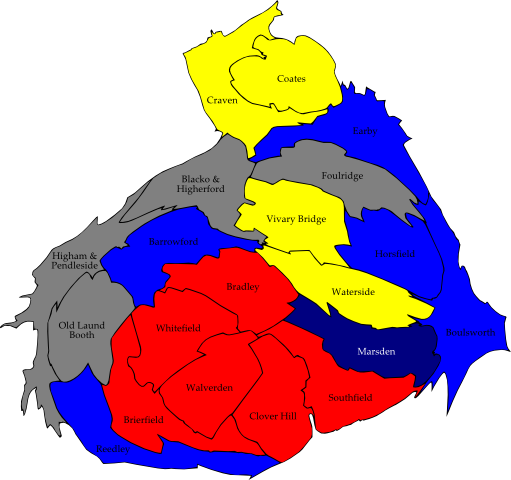 Coates
Craven
Earby
Foulridge
Blacko &
Higherford
Vivary Bridge
Barrowford
Horsfield
Higham &
Pendleside
Bradley
Waterside
Old Laund
Booth
Whitefield
Boulsworth
Marsden
Walverden
Southfield
Clover Hill
Brierfield
Reedley